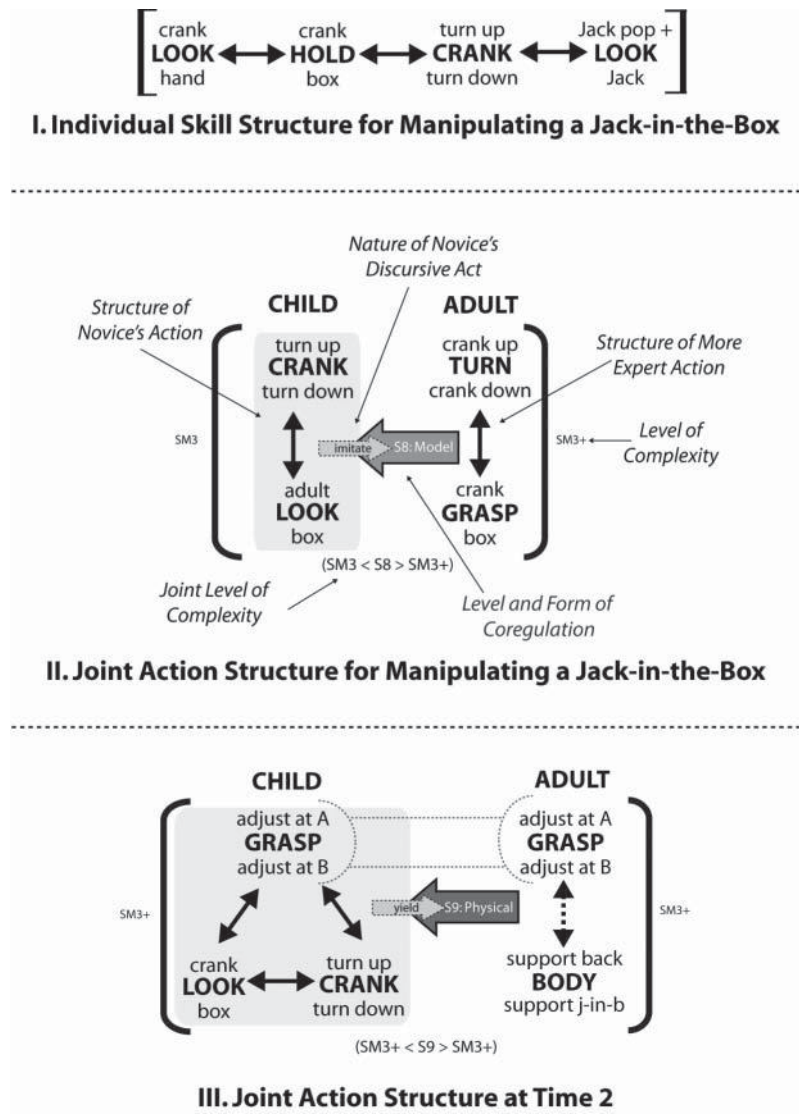 crank crank turn up Jack pop +
LOOK HOLD CRANK LOOK
hand box turn down Jack
I. Individual Skill Structure for Manipulating a Jack-in-the-Box
Nature of Novice's
Discursive Act
Structure of
Novice's Action
CHILD ADULT
Structure of More
Expert Action
turn up crank up
CRANK TURN
turn down crank down
SM3 imitate S8: Model SM3+
Level of
Complexity
adult crank
LOOK GRASP
box box
(SM3 < S8 > SM3+)
Joint Level of
Complexity
Level and Form of
Coregulation
II. Joint Action Structure for Manipulating a Jack-in-the-Box
CHILD ADULT
adjust at A adjust at A
GRASP GRASP
adjust at B adjust at B
SM3+ yield S9: Physical SM3+
crank turn up support back
LOOK CRANK BODY
box turn down support j-in-b
(SM3+ < S9 > SM3+)
III. Joint Action Structure at Time 2